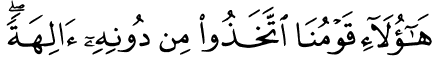 هَٰٓؤُلَآءِ قَوۡمُنَا ٱتَّخَذُواْ مِن دُونِهِۦٓ ءَالِهَةٗۖ